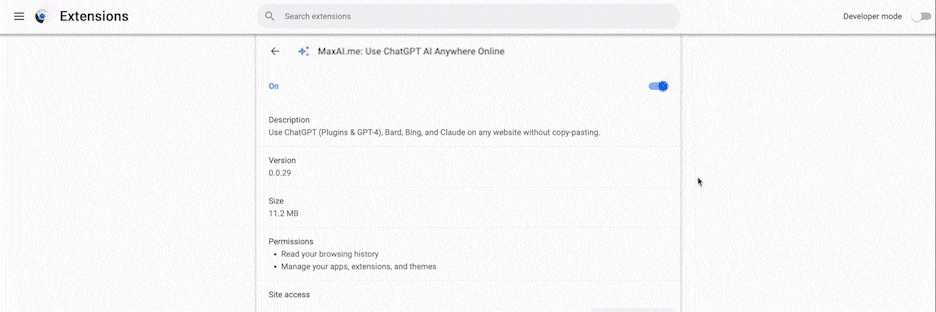 Extensions
Search extensions
Developer mode
MaxAI.me: Use ChatGPT AI Anywhere Online
On
Description
Use ChatGPT (Plugins & GPT-4), Bard, Bing, and Claude on any website without copy-pasting.
Version
0.0.29
Size
11.2 MB
Permissions
• Read your browsing history
• Manage your apps, extensions, and themes
Site access